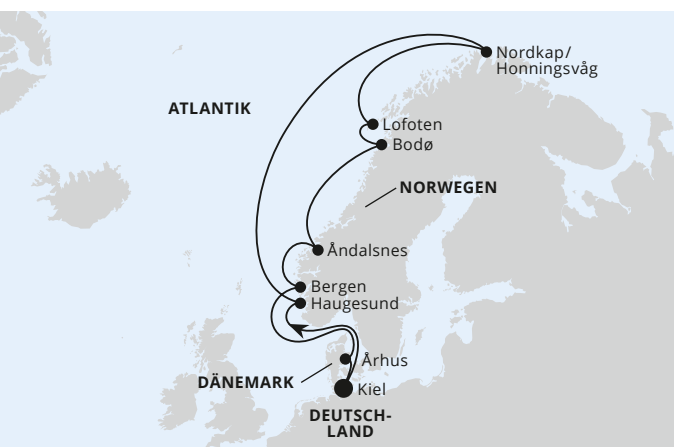 Nordkap/
Honningsvåg
ATLANTIK
Lofoten
Bodø
NORWEGEN
Åndalsnes
Bergen
Haugesund
Århus
DÄNEMARK
Kiel
DEUTSCH-
LAND